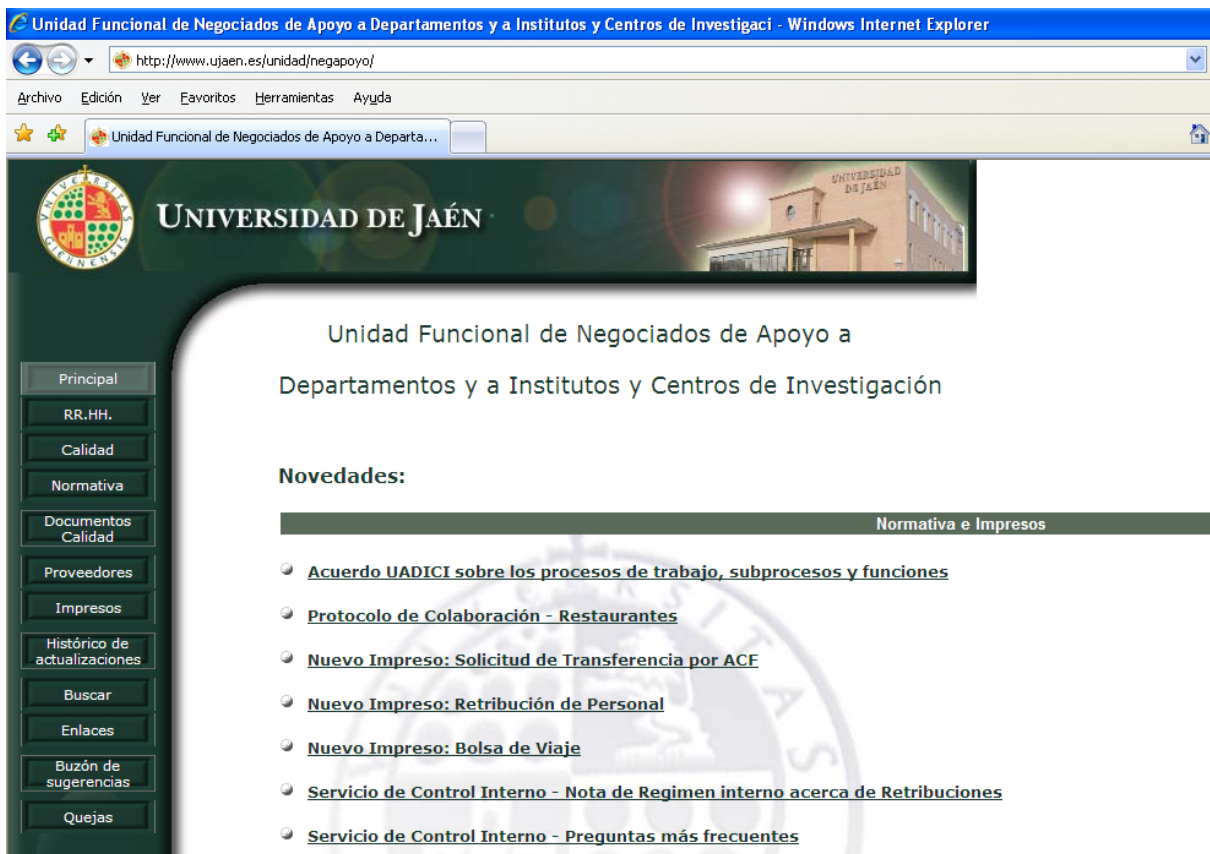 Unidad Funcional de Negociados de Apoyo a Departamentos y a Institutos y Centros de Investigaci - Windows Internet Explorer
http://www.ujaen.es/unidad/negapoyo/
Archivo Edición Ver Favoritos Herramientas Ayuda
Unidad Funcional de Negociados de Apoyo a Departa...
UNIVERSIDAD DE JAÉN
UNIVERSIDAD
DE JAÉN
Unidad Funcional de Negociados de Apoyo a
Departamentos y a Institutos y Centros de Investigación
Principal
RR.HH.
Calidad
Normativa
Documentos
Calidad
Proveedores
Impresos
Histórico de
actualizaciones
Buscar
Enlaces
Buzón de
sugerencias
Quejas
Novedades:
Normativa e Impresos
Acuerdo UADICI sobre los procesos de trabajo, subprocesos y funciones
Protocolo de Colaboración - Restaurantes
Nuevo Impreso: Solicitud de Transferencia por ACF
Nuevo Impreso: Retribución de Personal
Nuevo Impreso: Bolsa de Viaje
Servicio de Control Interno - Nota de Regimen interno acerca de Retribuciones
Servicio de Control Interno - Preguntas más frecuentes